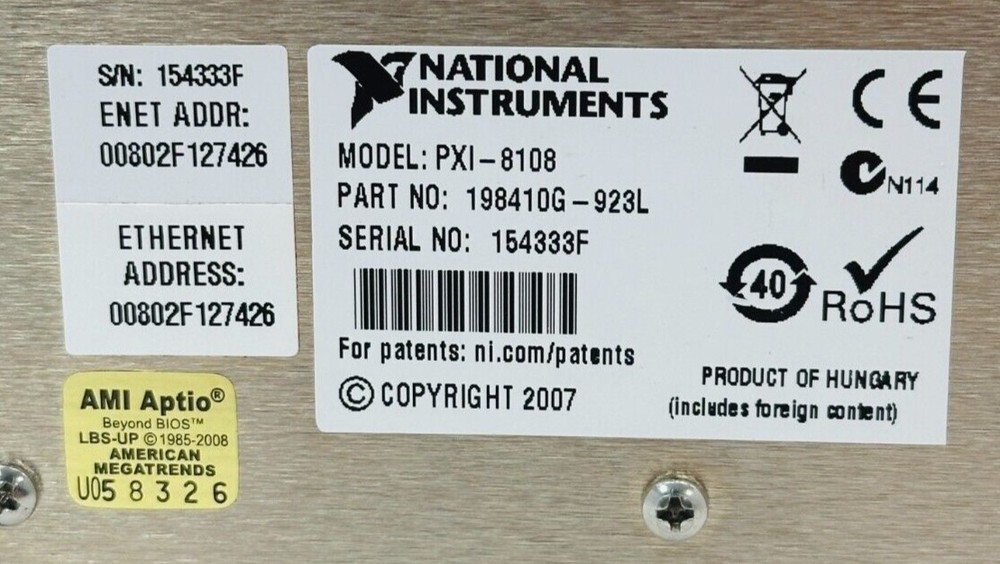 S/N: 154333F
ENET ADDR:
00802F127426
ETHERNET
ADDRESS:
00802F127426
AMI Aptio®
Beyond BIOS™
LBS-UP ©1985-2008
AMERICAN
MEGATRENDS
U058326
NATIONAL
INSTRUMENTS
MODEL: PXI-8108
PART NO: 198410G-923L
SERIAL NO: 154333F
For patents: ni.com/patents
© COPYRIGHT 2007
CE
N114
40
RoHS
PRODUCT OF HUNGARY
(includes foreign content)